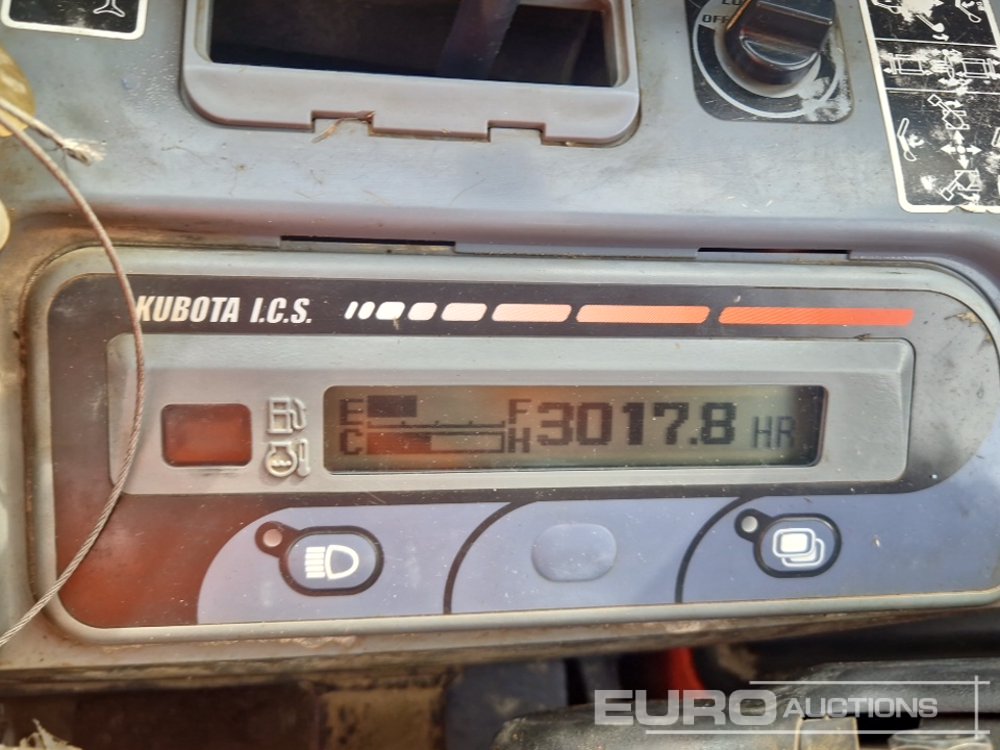 OFF
KUBOTA I.C.S.
E F
C H
3017.8 HR
EURO AUCTIONS